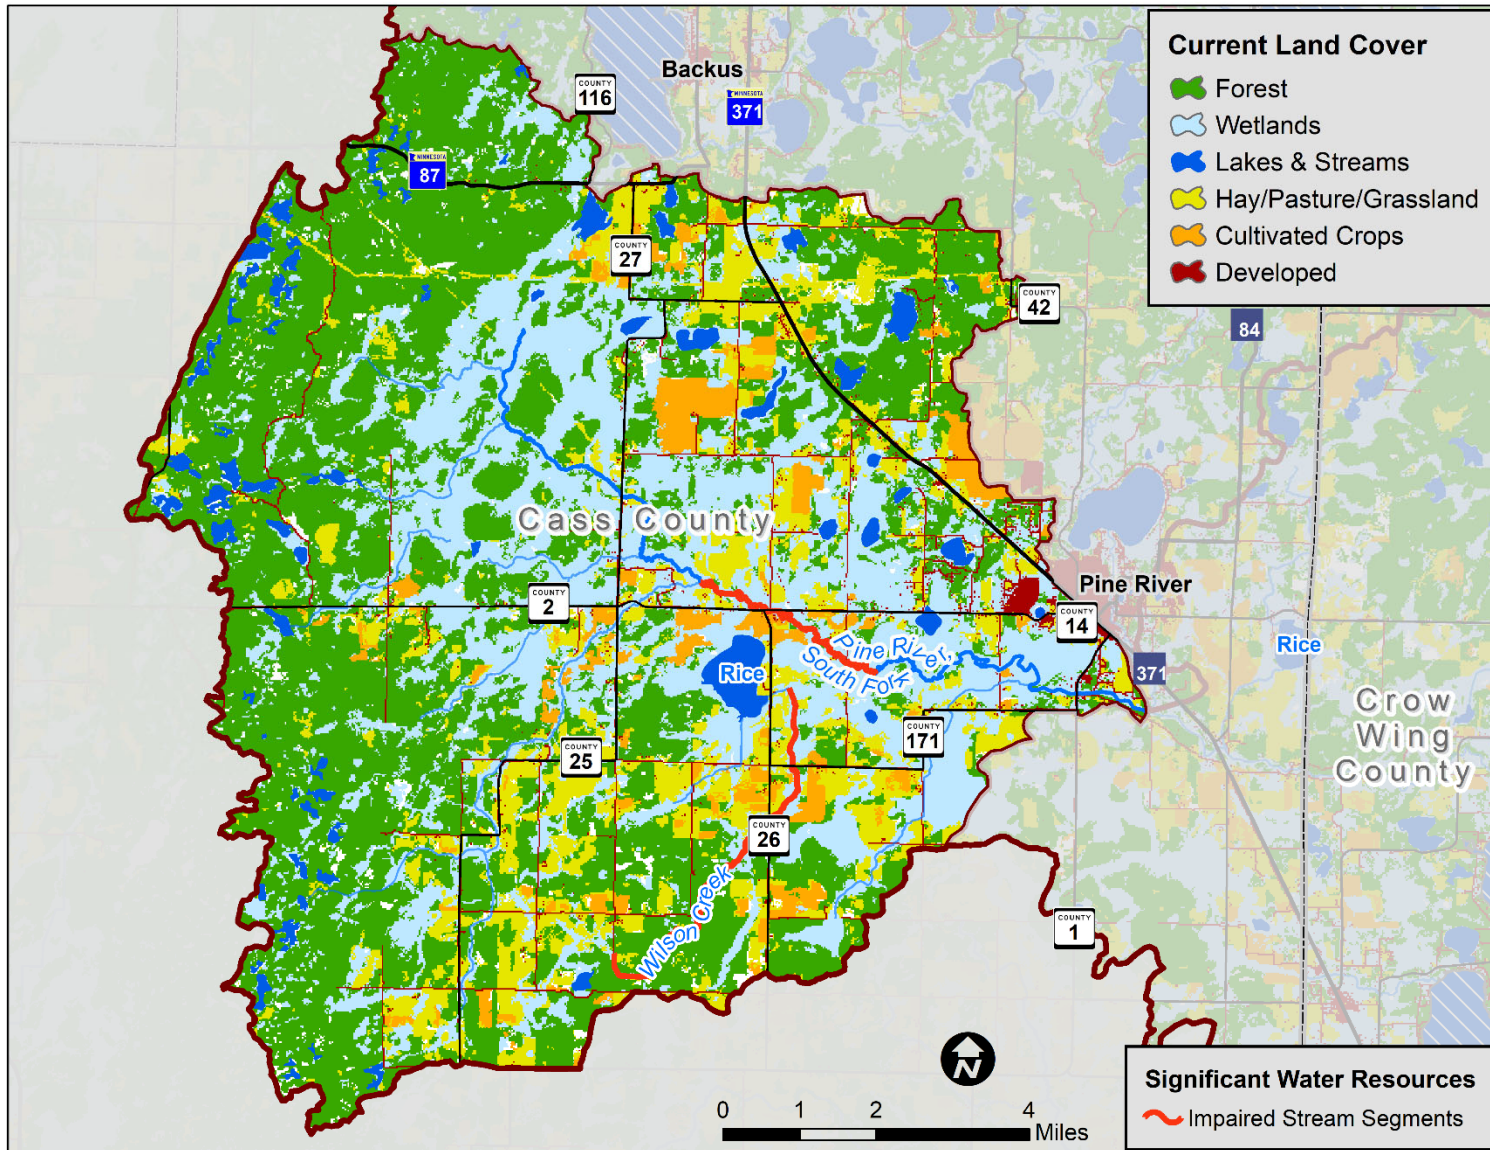 Current Land Cover
Forest
Wetlands
Lakes & Streams
Hay/Pasture/Grassland
Cultivated Crops
Developed
Backus
COUNTY
116
MINNESOTA
371
MINNESOTA
87
COUNTY
27
COUNTY
42
84
Cass County
COUNTY
2
Pine River
COUNTY
14
Pine River,
South Fork
Rice
Rice
371
COUNTY
171
COUNTY
25
Crow
Wing
County
COUNTY
26
Wilson Creek
COUNTY
1
N
0 1 2 4
Miles
Significant Water Resources
Impaired Stream Segments